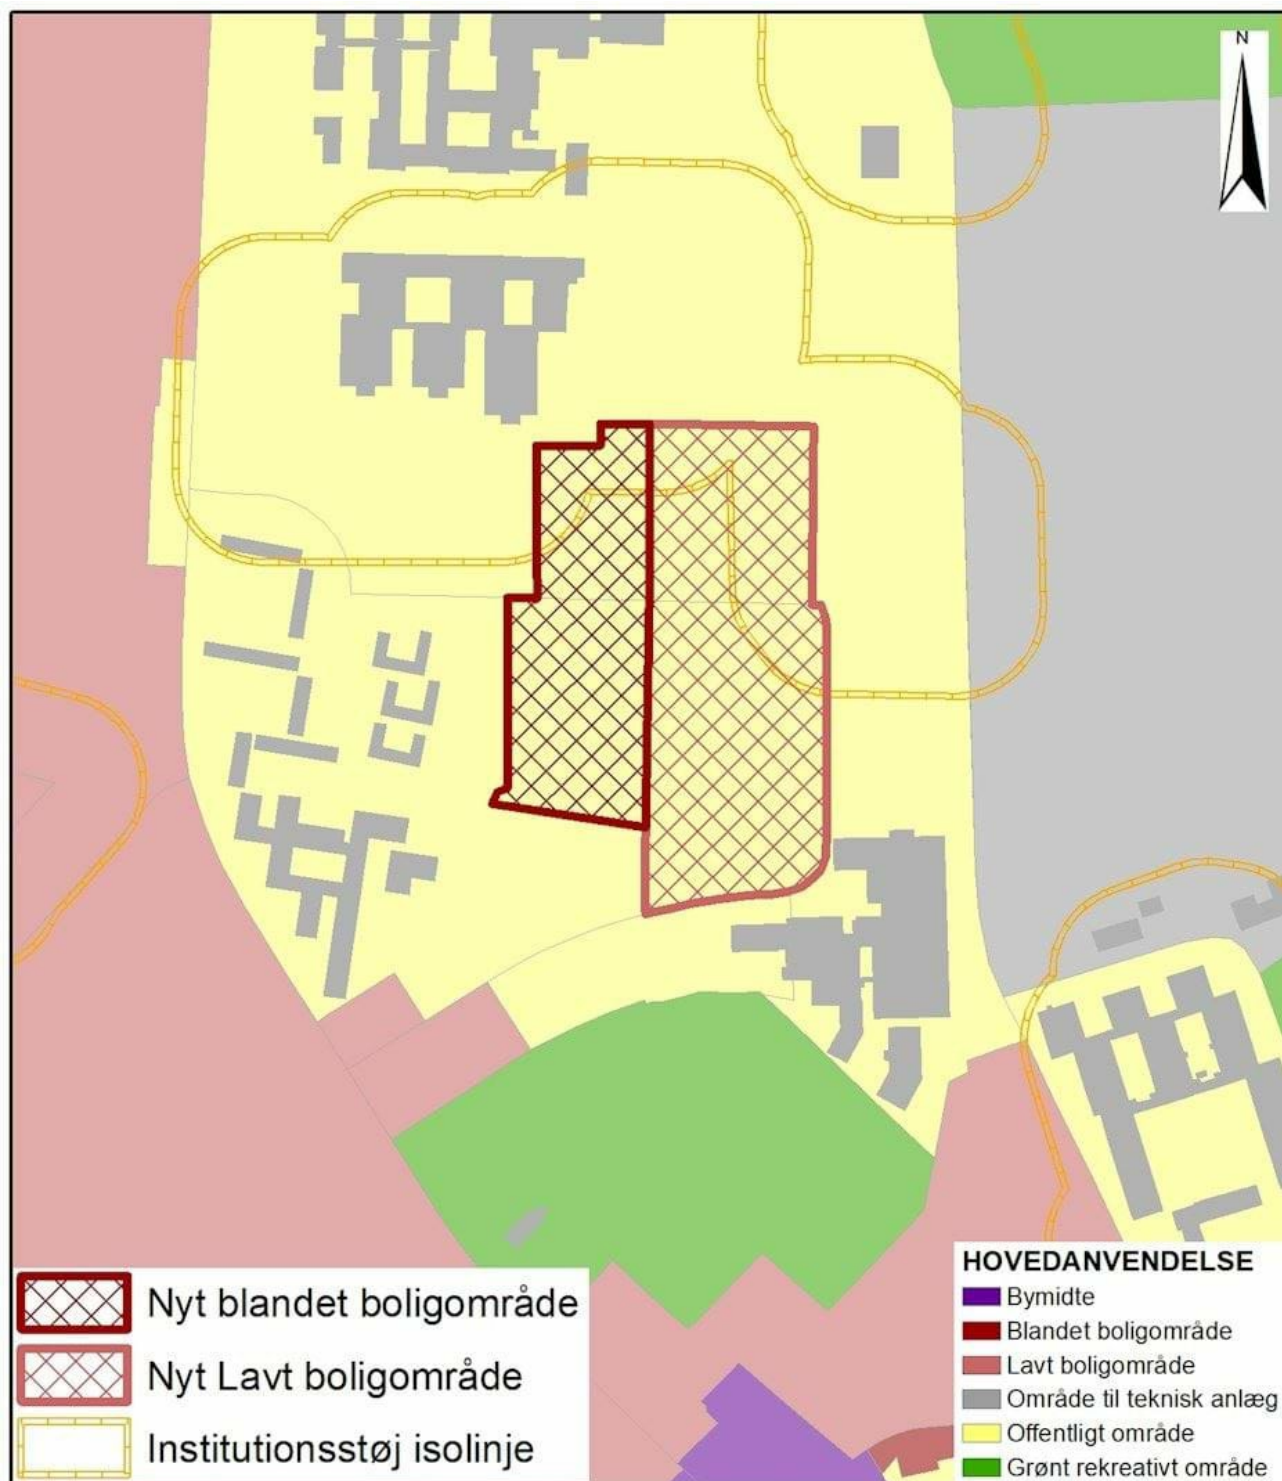 N
Nyt blandet boligområde
Nyt Lavt boligområde
Institutionsstøj isolinje
HOVEDANVENDELSE
Bymidte
Blandet boligområde
Lavt boligområde
Område til teknisk anlæg
Offentligt område
Grønt rekreativt område